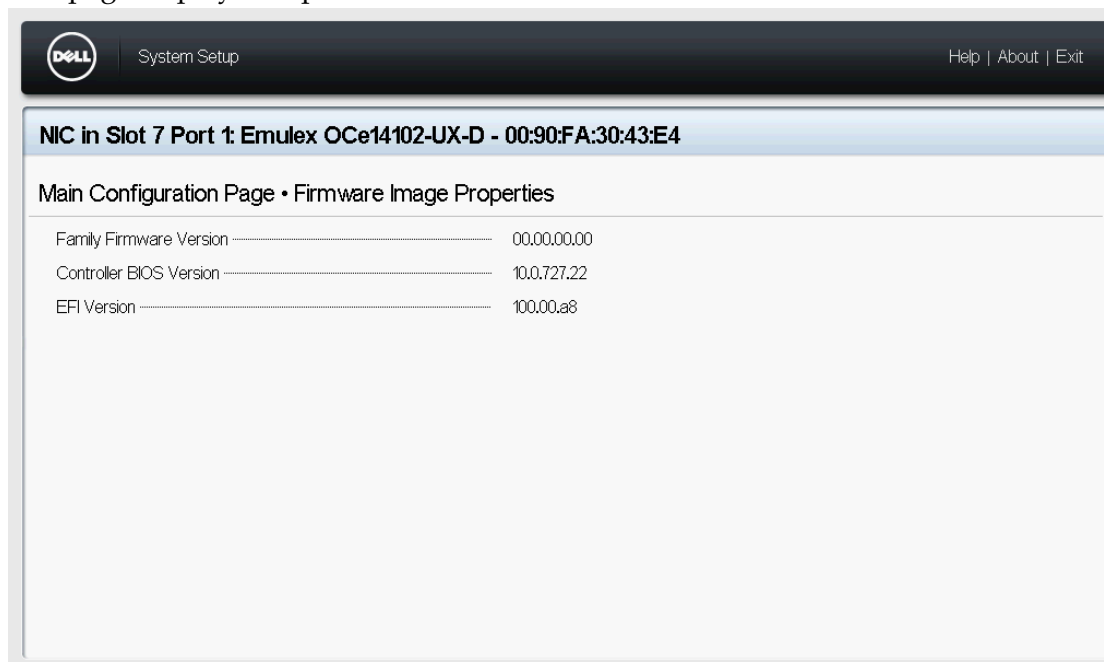 DELL
System Setup
Help | About | Exit
NIC in Slot 7 Port 1: Emulex OCe14102-UX-D - 00:90:FA:30:43:E4
Main Configuration Page • Firmware Image Properties
Family Firmware Version 00.00.00.00
Controller BIOS Version 10.0.727.22
EFI Version 100.00.a8